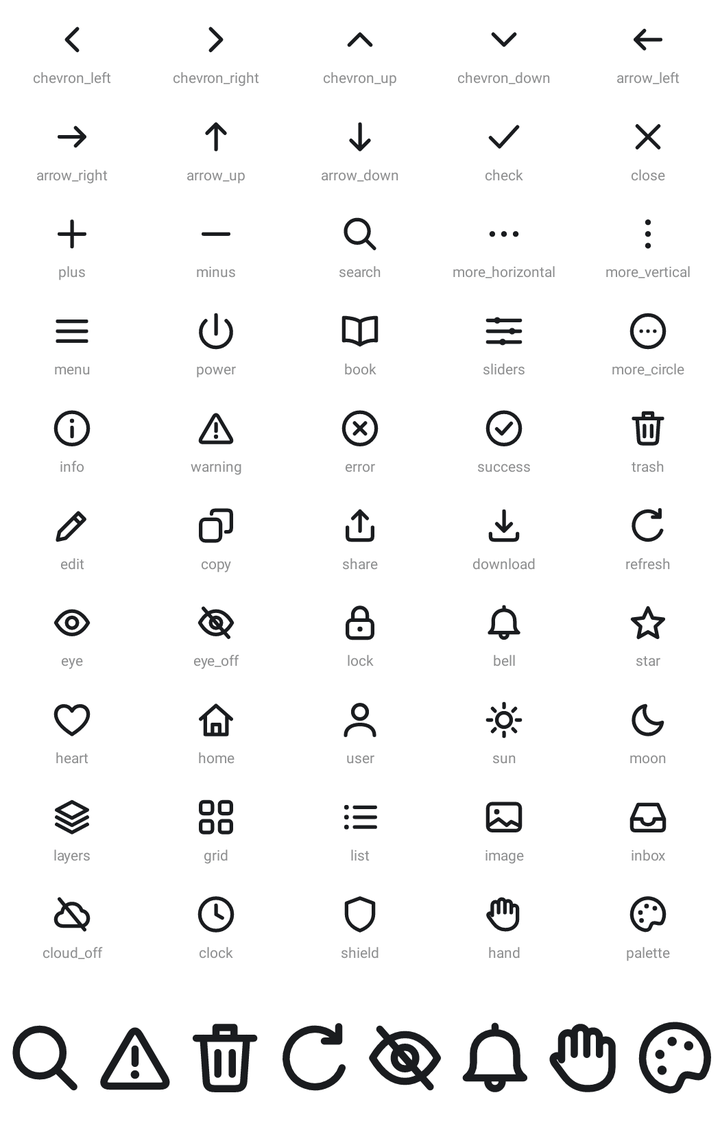 chevron_left chevron_right chevron_up chevron_down arrow_left
arrow_right arrow_up arrow_down check close
plus minus search more_horizontal more_vertical
menu power book sliders more_circle
info warning error success trash
edit copy share download refresh
eye eye_off lock bell star
heart home user sun moon
layers grid list image inbox
cloud_off clock shield hand palette